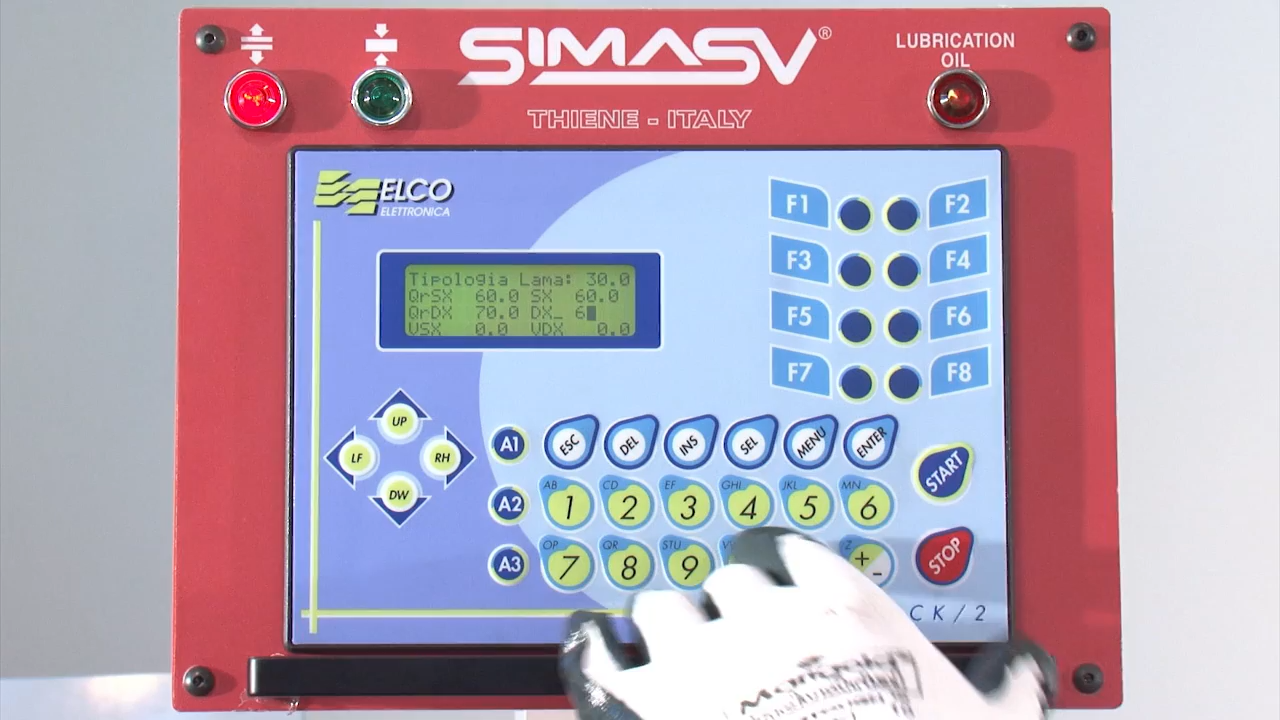 SIMASV®
LUBRICATION
OIL
THIENE - ITALY
ELCO
ELETTRONICA
F1
F2
F3
F4
F5
F6
F7
F8
Tipologia Lama: 30.0
QrSX 60.0 SX 60.0
QrDX 70.0 DX_ 6
VSX 0.0 VDX 0.0
UP
LF
RH
DW
A1
ESC
DEL
INS
SEL
MENU
ENTER
START
AB
CD
EF
GHI
JKL
MN
A2
1
2
3
4
5
6
OP
QR
STU
Z
A3
7
8
9
+
-
STOP
CK/2